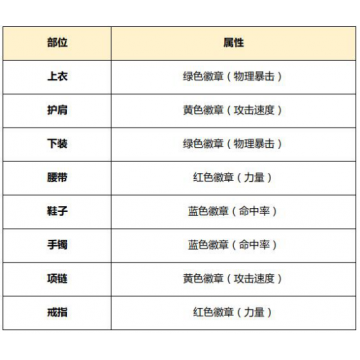 部位 属性
上衣 绿色徽章（物理暴击）
护肩 黄色徽章（攻击速度）
下装 绿色徽章（物理暴击）
腰带 红色徽章（力量）
鞋子 蓝色徽章（命中率）
手镯 蓝色徽章（命中率）
项链 黄色徽章（攻击速度）
戒指 红色徽章（力量）